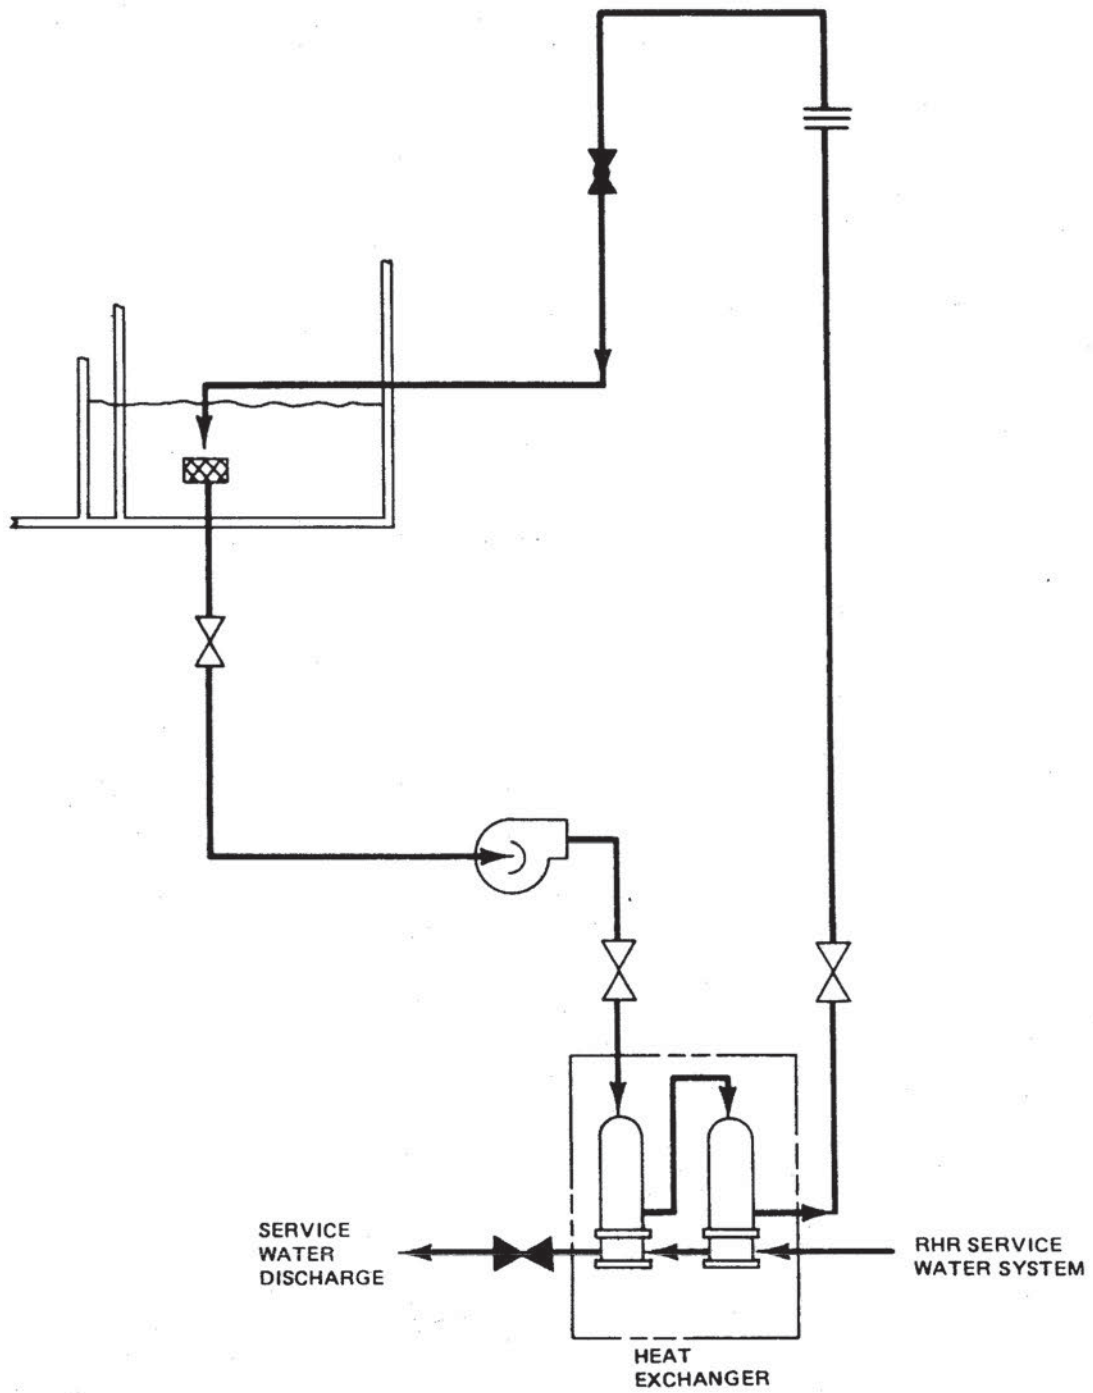 SERVICE
WATER
DISCHARGE
RHR SERVICE
WATER SYSTEM
HEAT
EXCHANGER